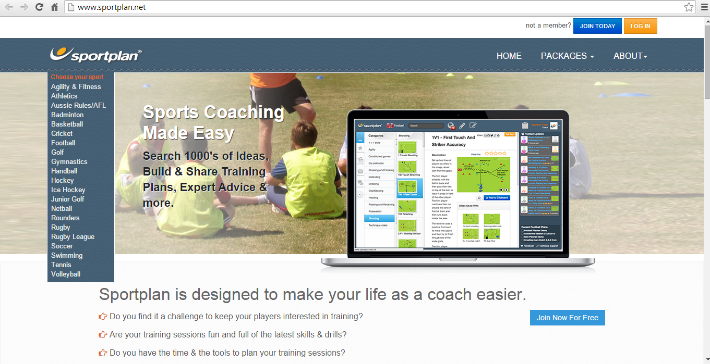 www.sportplan.net
not a member?
JOIN TODAY
LOG IN
sportplan
HOME
PACKAGES
ABOUT
Choose your sport
Agility & Fitness
Athletics
Aussie Rules/AFL
Badminton
Basketball
Cricket
Football
Golf
Gymnastics
Handball
Hockey
Ice Hockey
Junior Golf
Netball
Rounders
Rugby
Rugby League
Soccer
Swimming
Tennis
Volleyball
Sports Coaching
Made Easy
Search 1000's of Ideas,
Build & Share Training
Plans, Expert Advice &
more.
sportplan
1V1 - First Touch And
Striker Accuracy
Sportplan is designed to make your life as a coach easier.
Do you find it a challenge to keep your players interested in training?
Are your training sessions fun and full of the latest skills & drills?
Do you have the time & the tools to plan your training sessions?
Join Now For Free